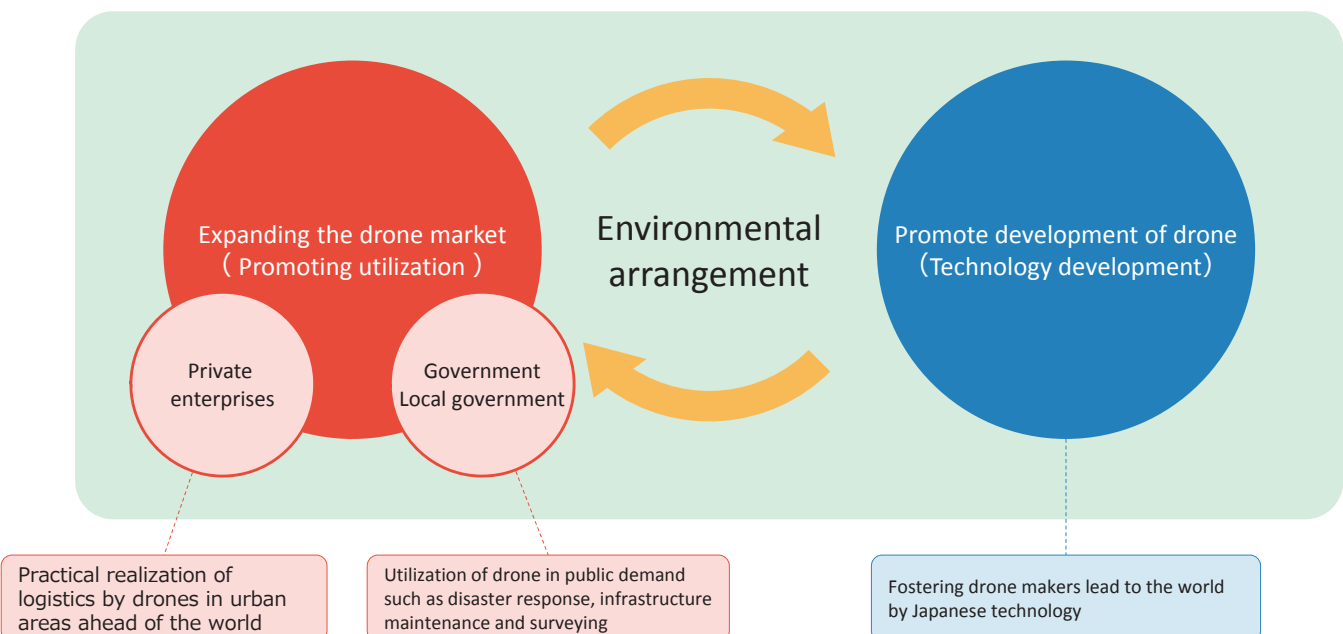 Expanding the drone market
（ Promoting utilization ）
Environmental
arrangement
Promote development of drone
（Technology development）
Private
enterprises
Government
Local government
Practical realization of
logistics by drones in urban
areas ahead of the world
Utilization of drone in public demand
such as disaster response, infrastructure
maintenance and surveying
Fostering drone makers lead to the world
by Japanese technology